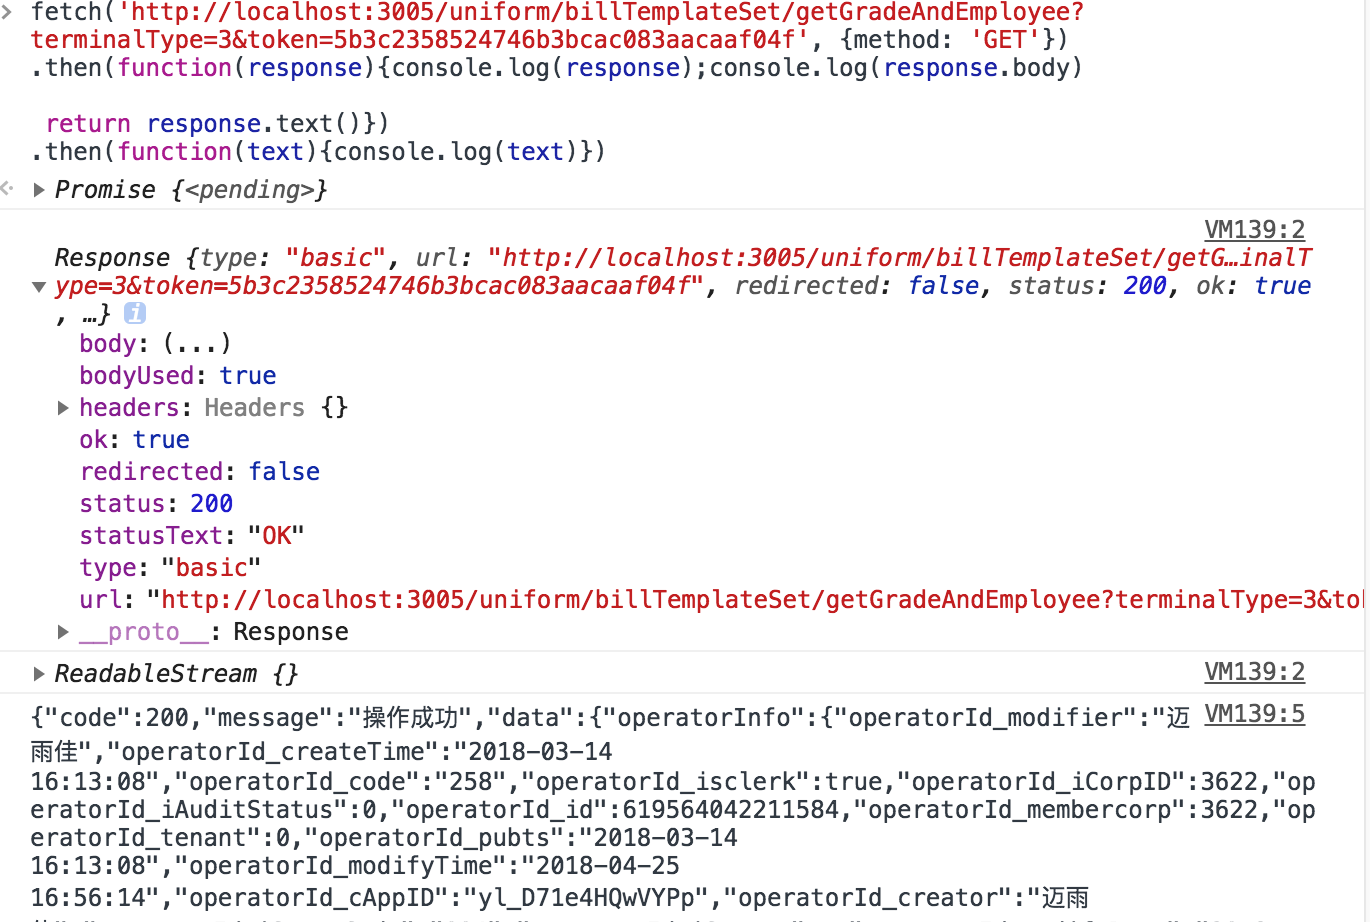 fetch('http://localhost:3005/uniform/billTemplateSet/getGradeAndEmployee?
terminalType=3&token=5b3c2358524746b3bcac083aacaaf04f', {method: 'GET'})
.then(function(response){console.log(response);console.log(response.body)
return response.text()})
.then(function(text){console.log(text)})
Promise {<pending>}
VM139:2
Response {type: "basic", url: "http://localhost:3005/uniform/billTemplateSet/getG…inalT
ype=3&token=5b3c2358524746b3bcac083aacaaf04f", redirected: false, status: 200, ok: true
, …}
body: (...)
bodyUsed: true
headers: Headers {}
ok: true
redirected: false
status: 200
statusText: "OK"
type: "basic"
url: "http://localhost:3005/uniform/billTemplateSet/getGradeAndEmployee?terminalType=3&to
__proto__: Response
ReadableStream {} VM139:2
{"code":200,"message":"操作成功","data":{"operatorInfo":{"operatorId_modifier":"迈 VM139:5
雨佳","operatorId_createTime":"2018-03-14
16:13:08","operatorId_code":"258","operatorId_isclerk":true,"operatorId_iCorpID":3622,"op
eratorId_iAuditStatus":0,"operatorId_id":619564042211584,"operatorId_membercorp":3622,"op
eratorId_tenant":0,"operatorId_pubts":"2018-03-14
16:13:08","operatorId_modifyTime":"2018-04-25
16:56:14","operatorId_cAppID":"yl_D71e4HQwVYPp","operatorId_creator":"迈雨